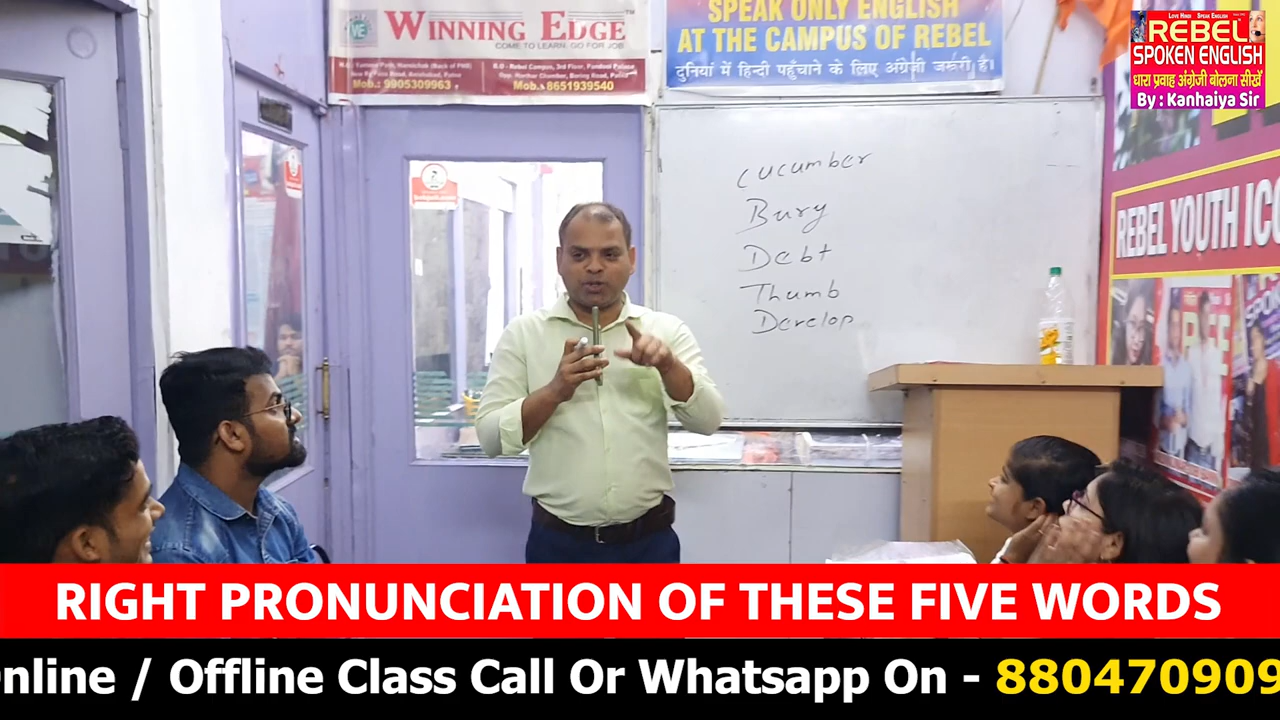 WINNING EDGE
COME TO LEARN. GO FOR JOB
Mob.: 9905309963
Mob.: 8651939540
SPEAK ONLY ENGLISH
AT THE CAMPUS OF REBEL
दुनियां में हिन्दी पहुँचाने के लिए अंग्रेजी जरूरी है।
REBEL
SPOKEN ENGLISH
धारा प्रवाह अंग्रेजी बोलना सीखें
By : Kanhaiya Sir
Cucumber
Bury
Debt
Thumb
Develop
REBEL YOUTH ICO
RIGHT PRONUNCIATION OF THESE FIVE WORDS
nline / Offline Class Call Or Whatsapp On - 880470909